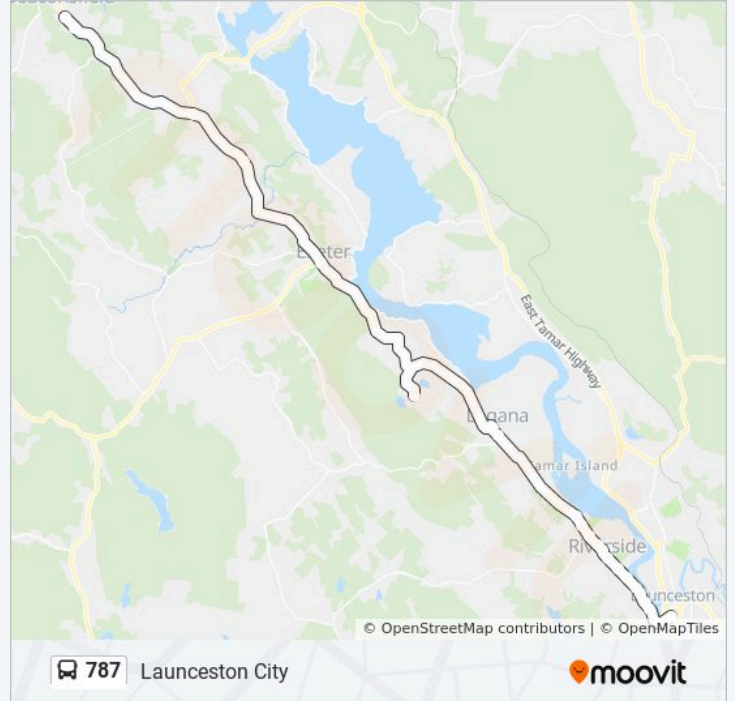 Exeter
East Tamar Highway
Legana
Tamar Island
Riverside
Launceston
© OpenStreetMap contributors | © OpenMapTiles
787 Launceston City
moovit